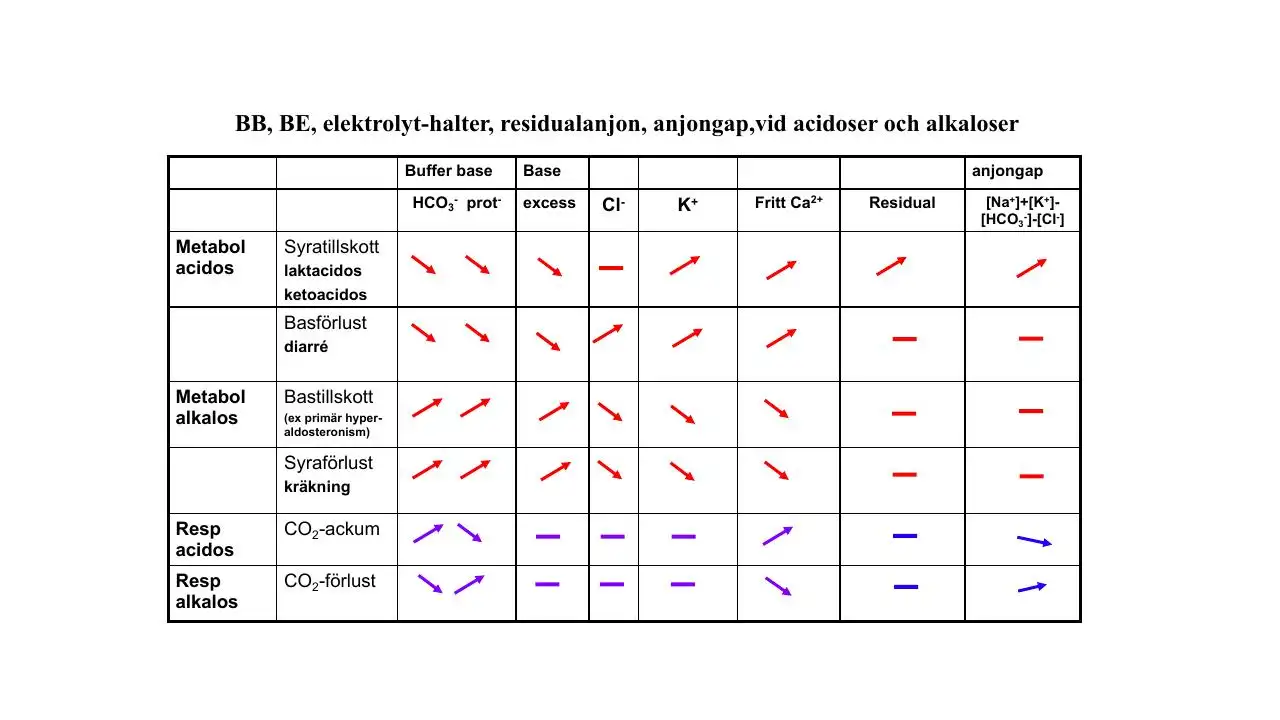 BB, BE, elektrolyt-halter, residualanjon, anjongap,vid acidoser och alkaloser
Buffer base Base anjongap
HCO₃⁻ prot⁻ excess Cl⁻ K⁺ Fritt Ca²⁺ Residual [Na⁺]+[K⁺]-
[HCO₃⁻]-[Cl⁻]
Metabol Syratillskott
acidos laktacidos
ketoacidos
Basförlust
diarré
Metabol Bastillskott
alkalos (ex primär hyper-
aldosteronism)
Syraförlust
kräkning
Resp CO₂-ackum
acidos
Resp CO₂-förlust
alkalos